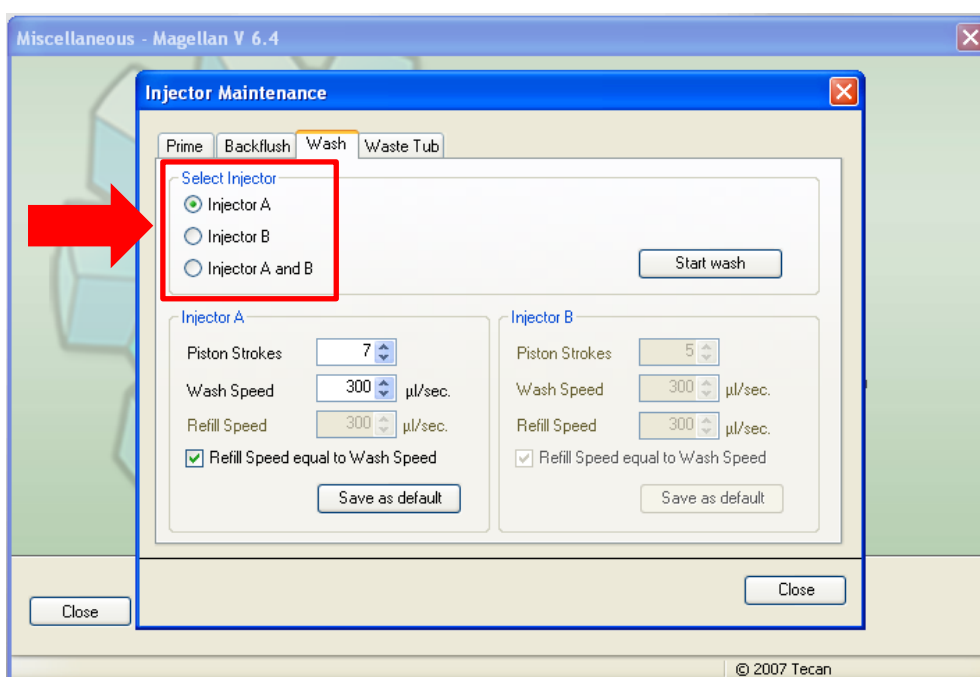 Miscellaneous - Magellan V 6.4
Injector Maintenance
Prime Backflush Wash Waste Tub
Select Injector
Injector A
Injector B
Injector A and B
Start wash
Injector A
Piston Strokes 7
Wash Speed 300 µl/sec.
Refill Speed 300 µl/sec.
Refill Speed equal to Wash Speed
Save as default
Injector B
Piston Strokes 5
Wash Speed 300 µl/sec.
Refill Speed 300 µl/sec.
Refill Speed equal to Wash Speed
Save as default
Close
Close
© 2007 Tecan